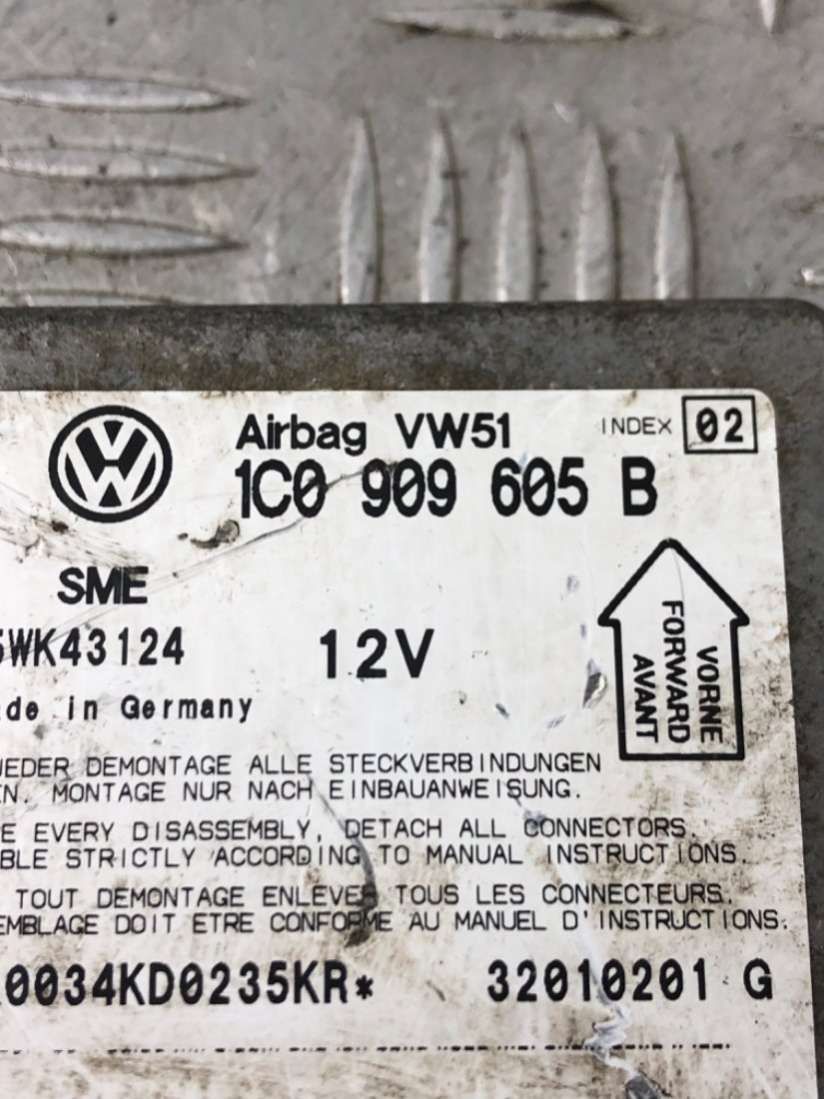 Airbag VW51 INDEX 02
1C0 909 605 B
SME
5WK43124 12V
VORNE
FORWARD
AVANT
de in Germany
JEDER DEMONTAGE ALLE STECKVERBINDUNGEN
EN. MONTAGE NUR NACH EINBAUANWEISUNG.
E EVERY DISASSEMBLY, DETACH ALL CONNECTORS.
BLE STRICTLY ACCORDING TO MANUAL INSTRUCTIONS.
TOUT DEMONTAGE ENLEVER TOUS LES CONNECTEURS.
EMBLAGE DOIT ETRE CONFORME AU MANUEL D'INSTRUCTIONS.
0034KD0235KR* 32010201 G